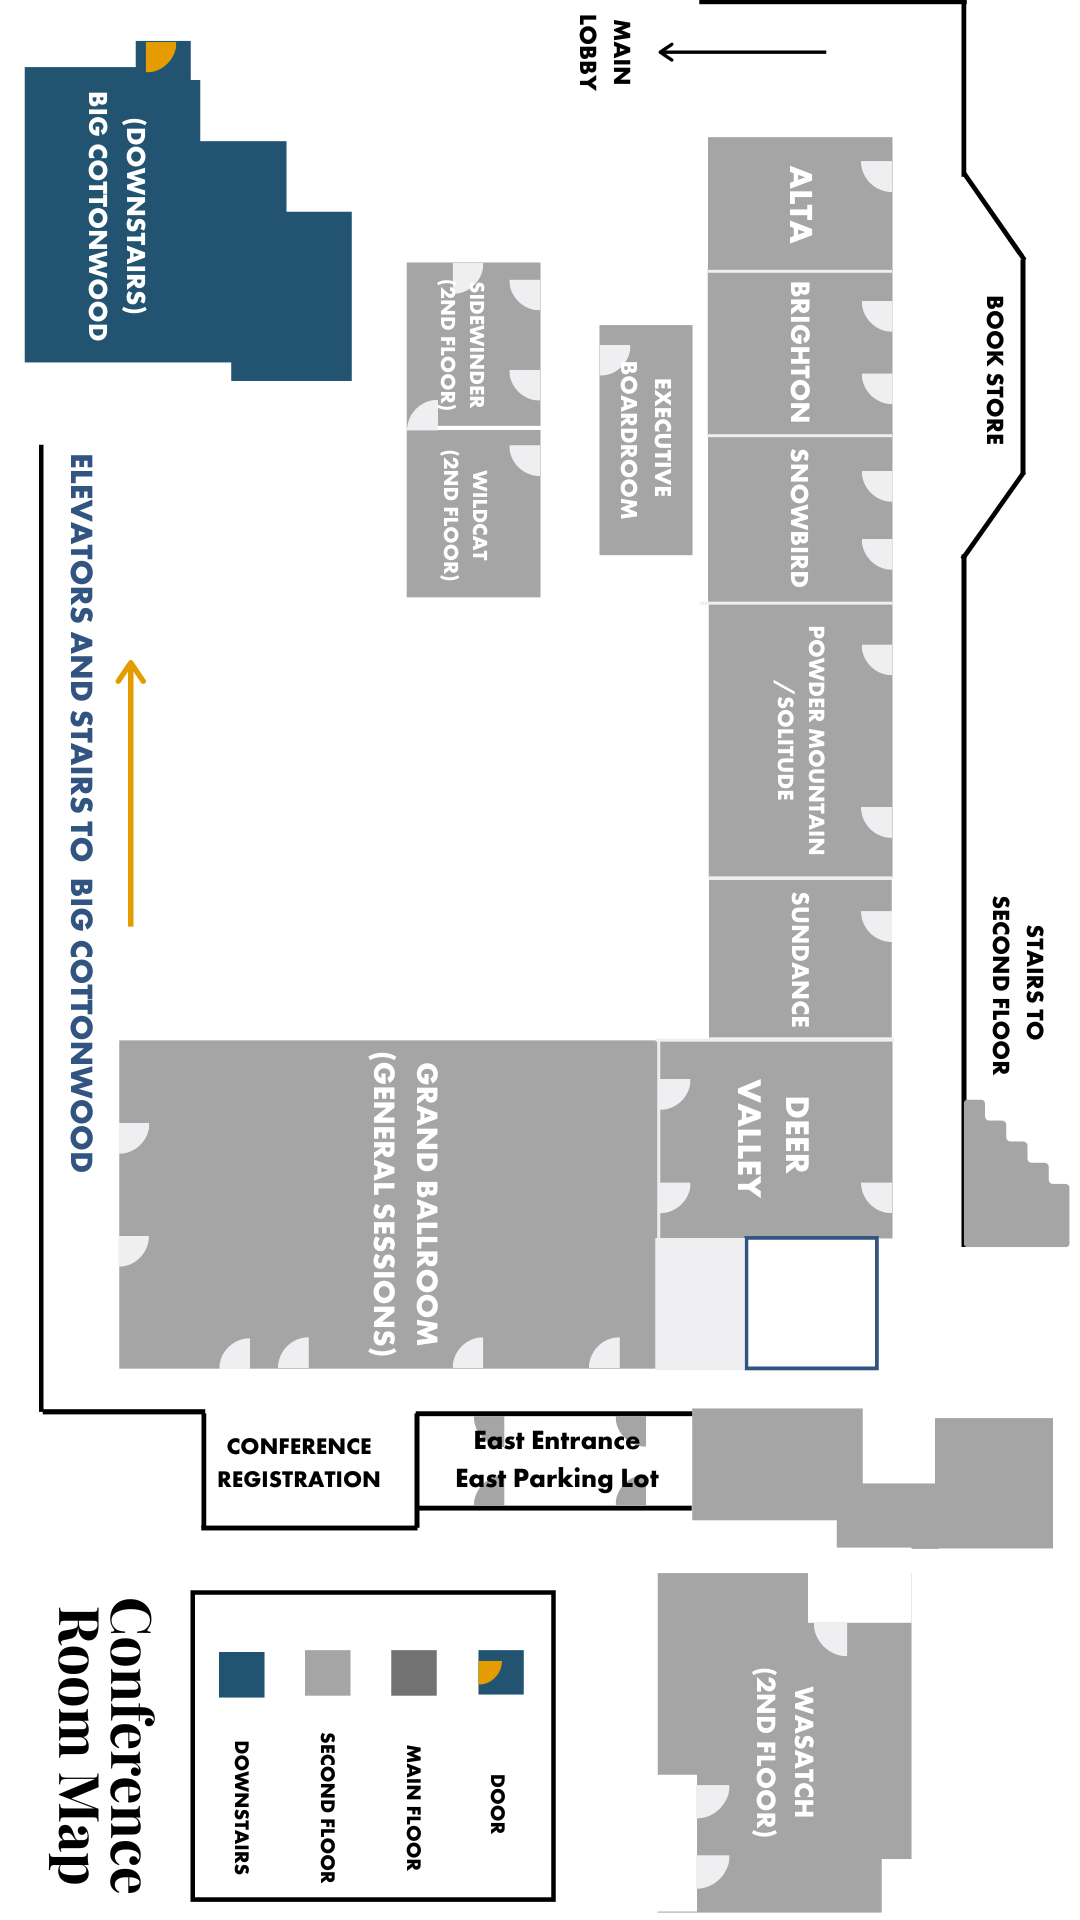 MAIN
LOBBY
ALTA
BRIGHTON
SNOWBIRD
POWDER MOUNTAIN
/SOLITUDE
SUNDANCE
DEER
VALLEY
BOOK STORE
STAIRS TO
SECOND FLOOR
EXECUTIVE
BOARDROOM
SIDEWINDER
(2ND FLOOR)
WILDCAT
(2ND FLOOR)
(DOWNSTAIRS)
BIG COTTONWOOD
ELEVATORS AND STAIRS TO BIG COTTONWOOD
GRAND BALLROOM
(GENERAL SESSIONS)
CONFERENCE
REGISTRATION
East Entrance
East Parking Lot
WASATCH
(2ND FLOOR)
DOOR
MAIN FLOOR
SECOND FLOOR
DOWNSTAIRS
Conference
Room Map